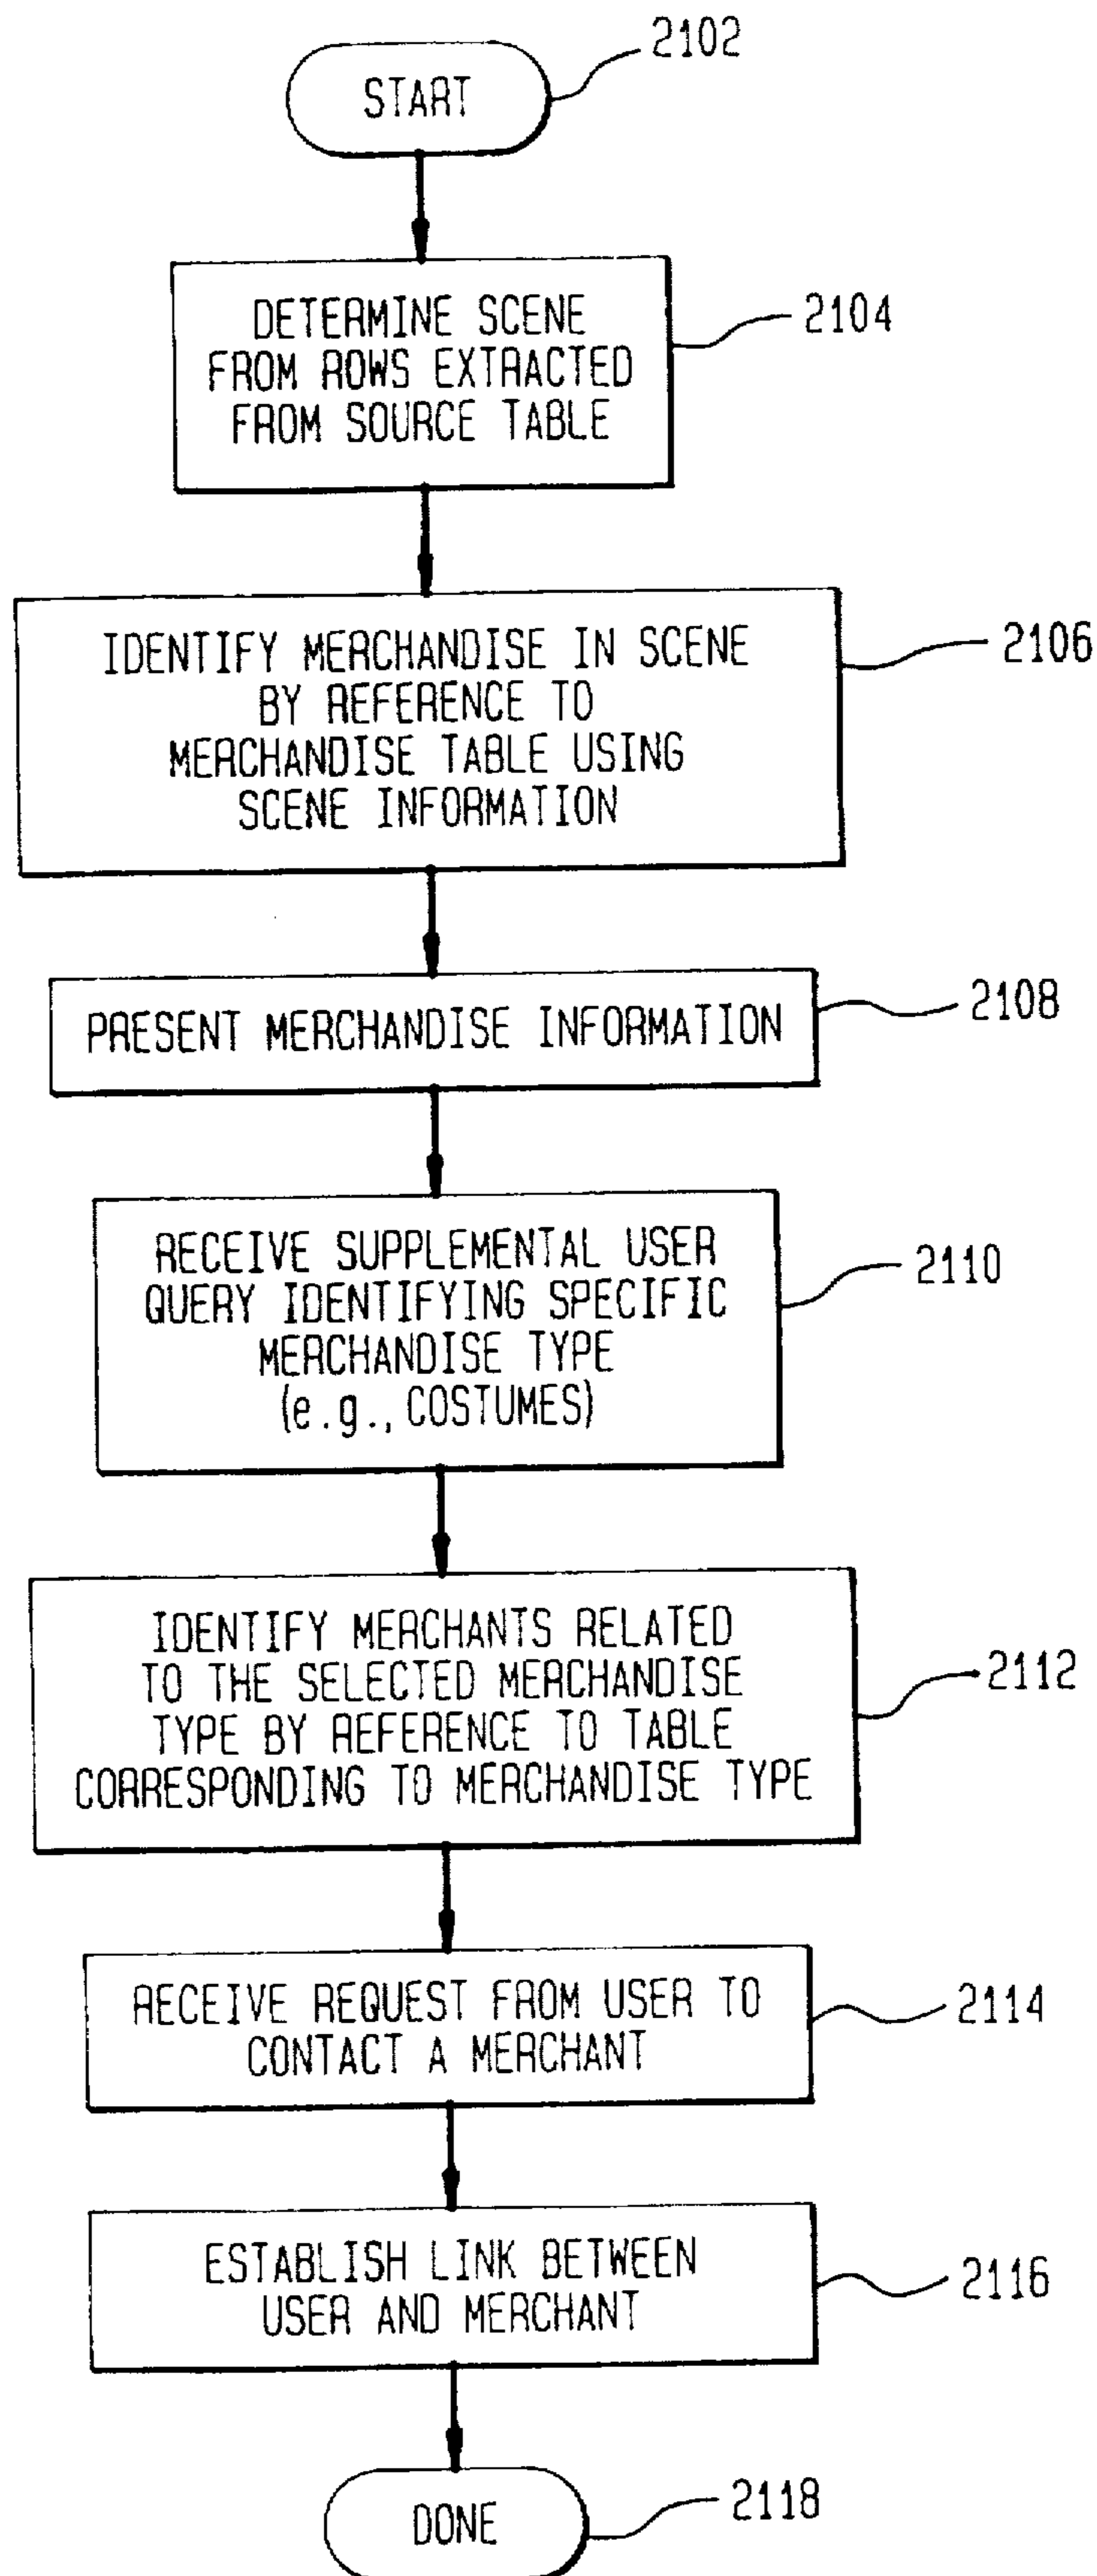 START
2102
DETERMINE SCENE
FROM ROWS EXTRACTED
FROM SOURCE TABLE
2104
IDENTIFY MERCHANDISE IN SCENE
BY REFERENCE TO
MERCHANDISE TABLE USING
SCENE INFORMATION
2106
PRESENT MERCHANDISE INFORMATION
2108
RECEIVE SUPPLEMENTAL USER
QUERY IDENTIFYING SPECIFIC
MERCHANDISE TYPE
(e.g., COSTUMES)
2110
IDENTIFY MERCHANTS RELATED
TO THE SELECTED MERCHANDISE
TYPE BY REFERENCE TO TABLE
CORRESPONDING TO MERCHANDISE TYPE
2112
RECEIVE REQUEST FROM USER TO
CONTACT A MERCHANT
2114
ESTABLISH LINK BETWEEN
USER AND MERCHANT
2116
DONE
2118